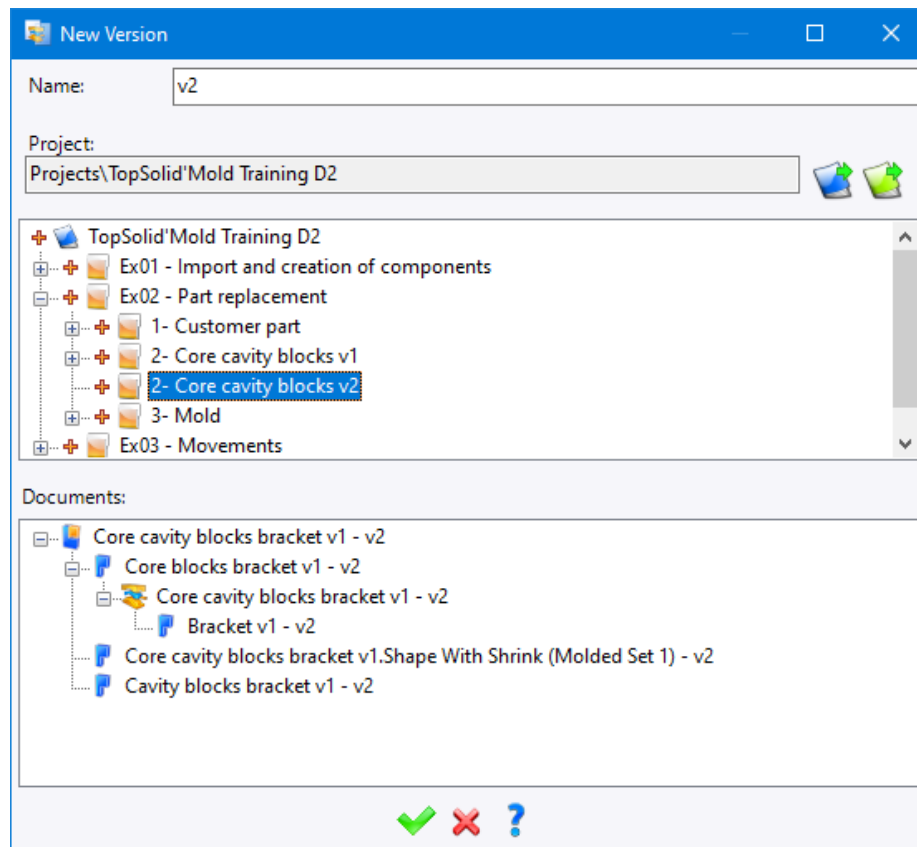 New Version
Name:
v2
Project:
Projects\TopSolid'Mold Training D2
TopSolid'Mold Training D2
Ex01 - Import and creation of components
Ex02 - Part replacement
1- Customer part
2- Core cavity blocks v1
2- Core cavity blocks v2
3- Mold
Ex03 - Movements
Documents:
Core cavity blocks bracket v1 - v2
Core blocks bracket v1 - v2
Core cavity blocks bracket v1 - v2
Bracket v1 - v2
Core cavity blocks bracket v1.Shape With Shrink (Molded Set 1) - v2
Cavity blocks bracket v1 - v2